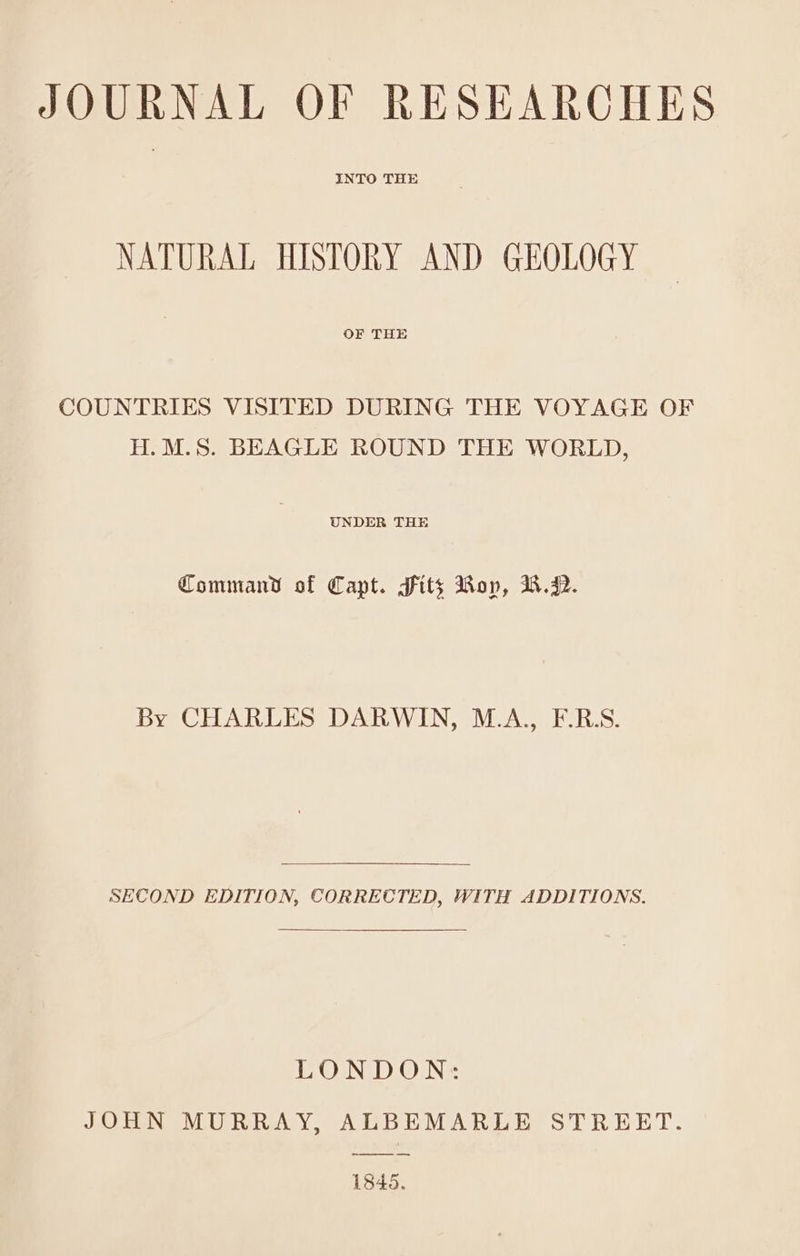 JOURNAL OF RESEARCHES
INTO THE
NATURAL HISTORY AND GEOLOGY
OF THE
COUNTRIES VISITED DURING THE VOYAGE OF
H.M.S. BEAGLE ROUND THE WORLD,
UNDER THE
Command of Capt. Fitz Roy, R.N.
By CHARLES DARWIN, M.A., F.R.S.
SECOND EDITION, CORRECTED, WITH ADDITIONS.
LONDON:
JOHN MURRAY, ALBEMARLE STREET.
1845.